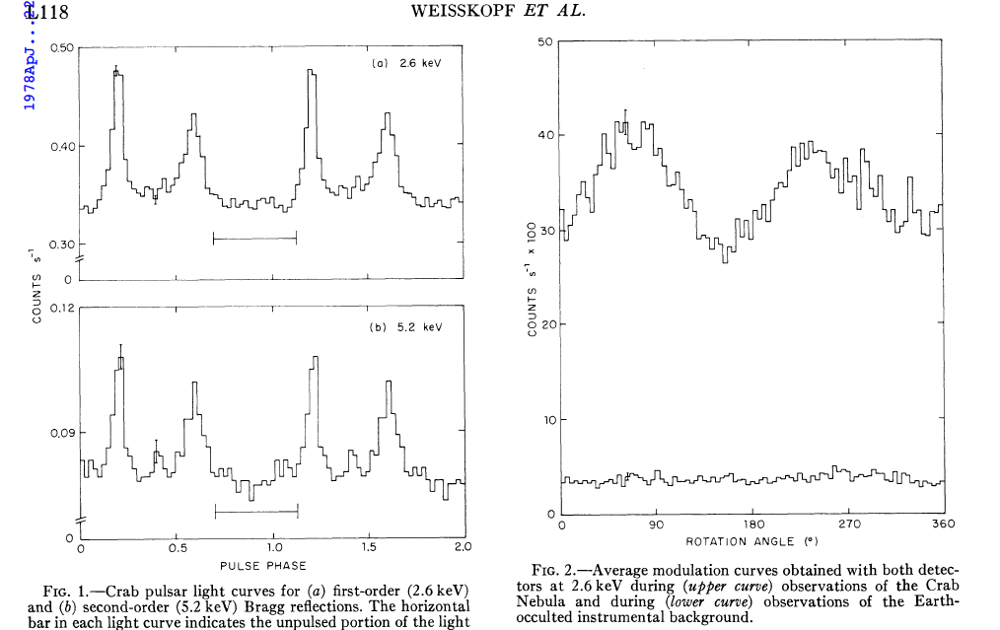 L118
WEISSKOPF ET AL.
1978ApJ...22
0.50
(a) 2.6 keV
0.40
0.30
0
COUNTS s⁻¹
0.12
(b) 5.2 keV
0.09
0
0
0.5
1.0
1.5
2.0
PULSE PHASE
FIG. 1.—Crab pulsar light curves for (a) first-order (2.6 keV)
and (b) second-order (5.2 keV) Bragg reflections. The horizontal
bar in each light curve indicates the unpulsed portion of the light
50
40
30
20
10
0
COUNTS s⁻¹ × 100
0
90
180
270
360
ROTATION ANGLE (°)
FIG. 2.—Average modulation curves obtained with both detec-
tors at 2.6 keV during (upper curve) observations of the Crab
Nebula and during (lower curve) observations of the Earth-
occulted instrumental background.